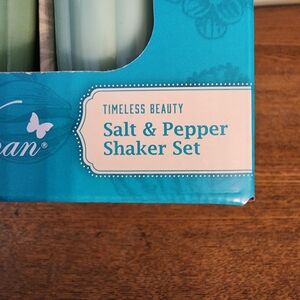 TIMELESS BEAUTY
Salt & Pepper
Shaker Set